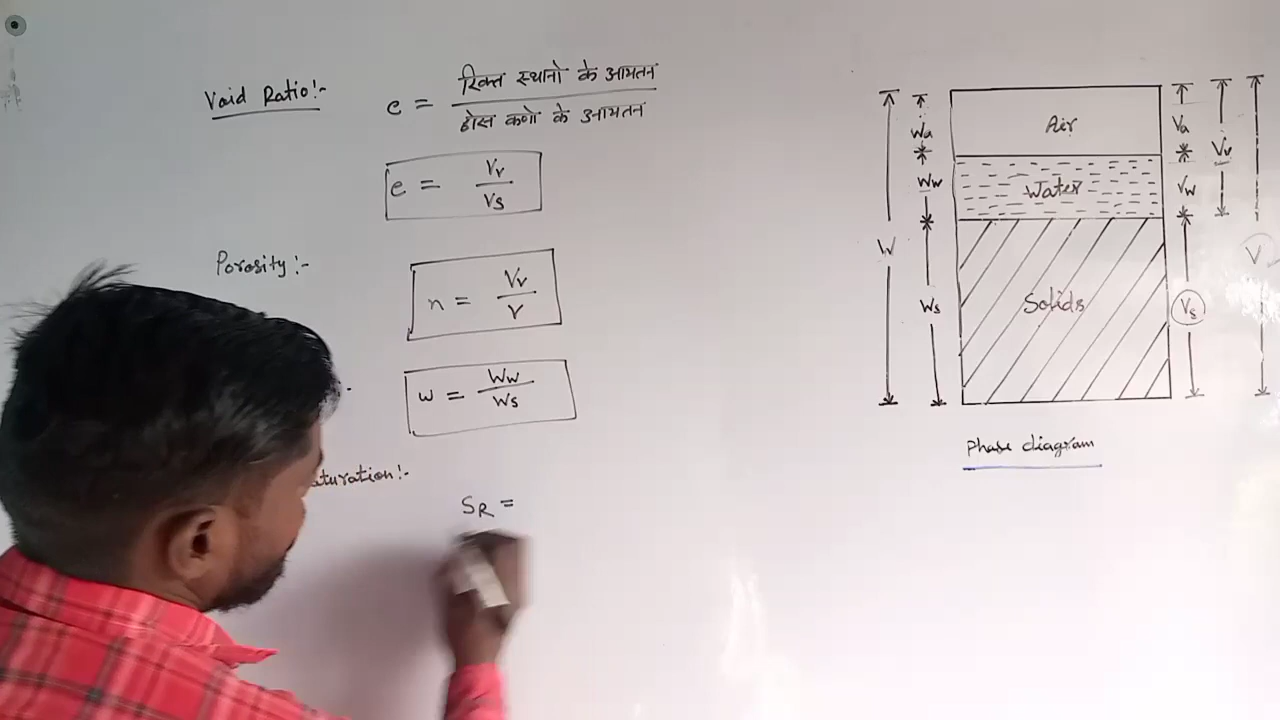 Void Ratio:-
e = रिक्त स्थानो के आयतन / ठोस कणो के आयतन
e = Vv / Vs
Porosity:-
n = Vv / V
w = Ww / Ws
aturation:-
SR =
Air
Water
Solids
Wa
Ww
W
Ws
Va
Vv
Vw
V
Vs
Phase diagram